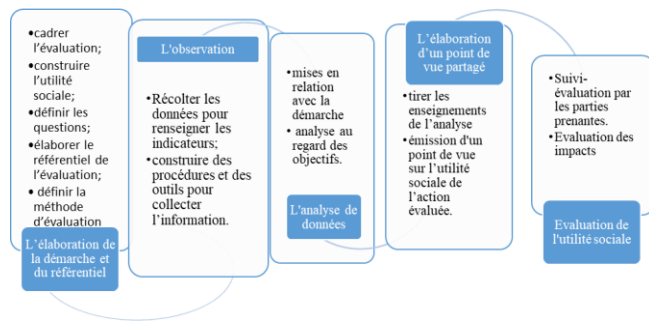 •cadrer
l'évaluation;
•construire
l'utilité
sociale;
•définir les
questions;
•élaborer le
référentiel de
l'évaluation;
• définir la
méthode
d'évaluation
L'élaboration de
la démarche et
du référentiel
L'observation
•Récolter les
données pour
renseigner les
indicateurs;
•construire des
procédures et des
outils pour
collecter
l'information.
•mises en
relation avec la
démarche
• analyse au
regard des
objectifs.
L'analyse de
données
L'élaboration
d'un point de
vue partagé
•tirer les
enseignements
de l'analyse
•émission d'un
point de vue
sur l'utilité
sociale de
l'action
évaluée.
•Suivi-
évaluation par
les parties
prenantes.
•Evaluation des
impacts
Evaluation de
l'utilité sociale